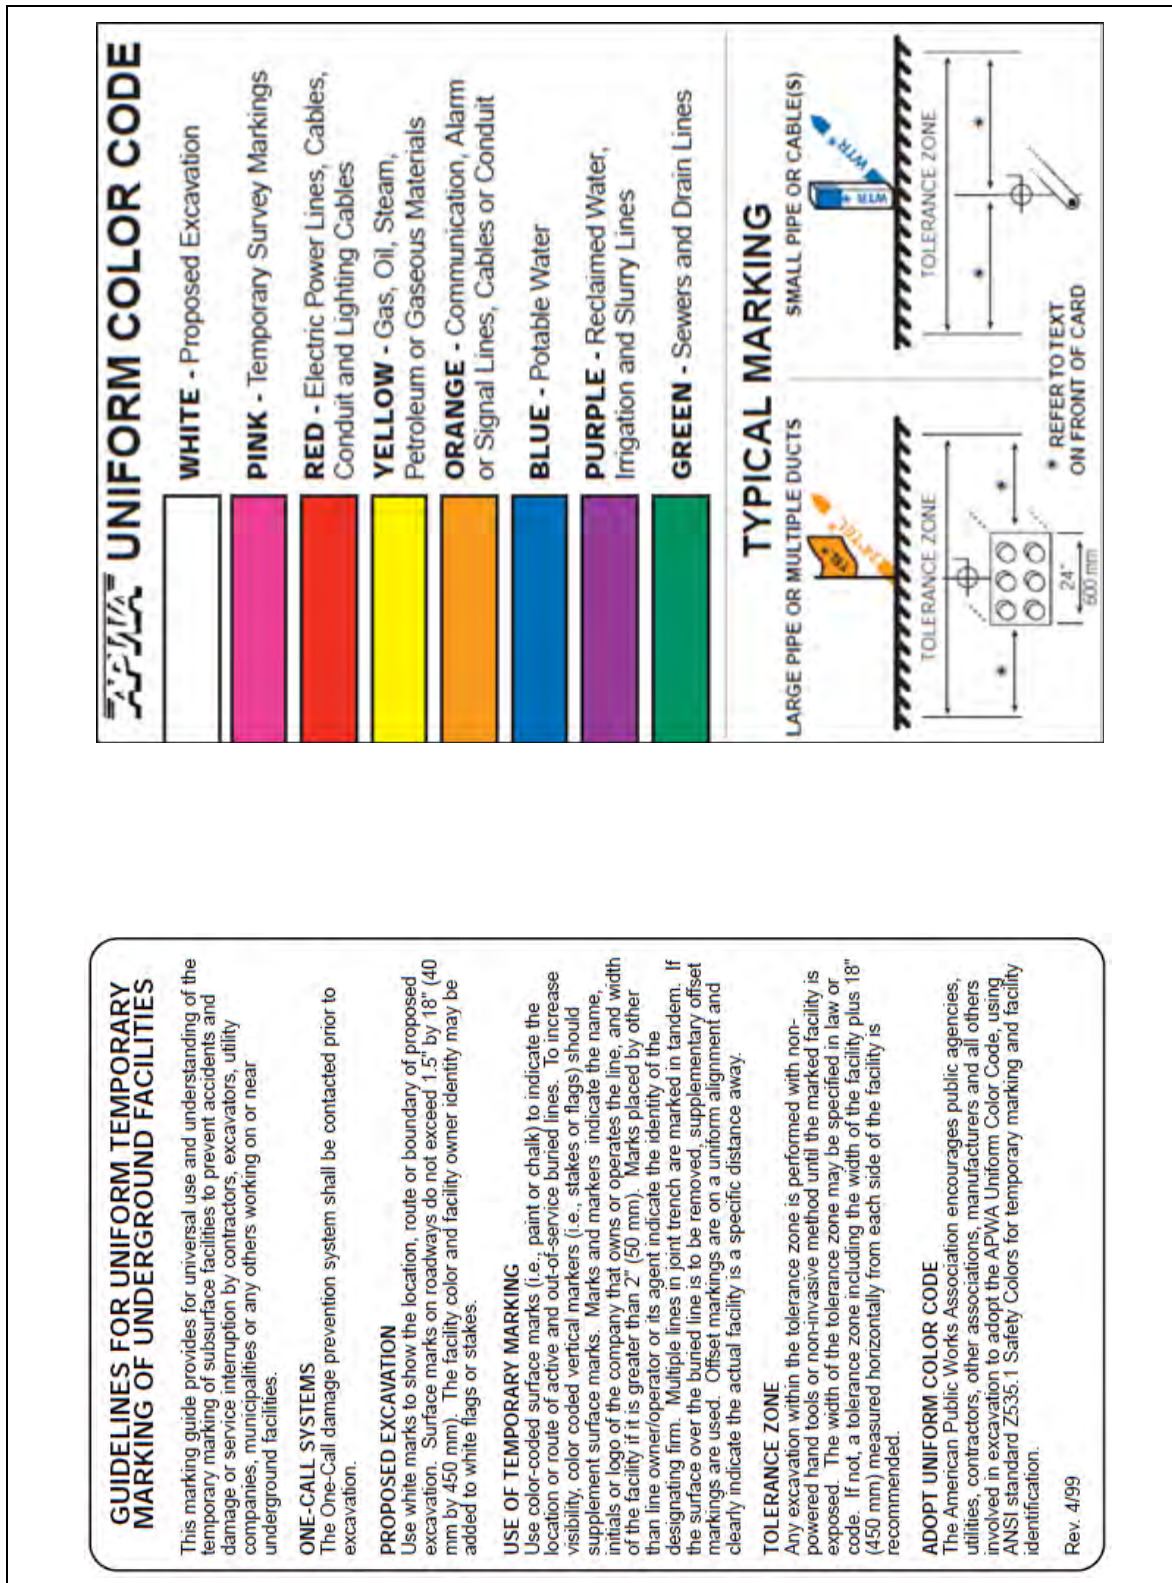 GUIDELINES FOR UNIFORM TEMPORARY
MARKING OF UNDERGROUND FACILITIES
This marking guide provides for universal use and understanding of the
temporary marking of subsurface facilities to prevent accidents and
damage or service interruption by contractors, excavators, utility
companies, municipalities or any others working on or near
underground facilities.
ONE-CALL SYSTEMS
The One-Call damage prevention system shall be contacted prior to
excavation.
PROPOSED EXCAVATION
Use white marks to show the location, route or boundary of proposed
excavation. Surface marks on roadways do not exceed 1.5" by 18" (40
mm by 450 mm). The facility color and facility owner identity may be
added to white flags or stakes.
USE OF TEMPORARY MARKING
Use color-coded surface marks (i.e., paint or chalk) to indicate the
location or route of active and out-of-service buried lines. To increase
visibility, color coded vertical markers (i.e., stakes or flags) should
supplement surface marks. Marks and markers indicate the name,
initials or logo of the company that owns or operates the line, and width
of the facility if it is greater than 2" (50 mm). Marks placed by other
than line owner/operator or its agent indicate the identity of the
designating firm. Multiple lines in joint trench are marked in tandem. If
the surface over the buried line is to be removed, supplementary offset
markings are used. Offset markings are on a uniform alignment and
clearly indicate the actual facility is a specific distance away.
TOLERANCE ZONE
Any excavation within the tolerance zone is performed with non-
powered hand tools or non-invasive method until the marked facility is
exposed. The width of the tolerance zone may be specified in law or
code. If not, a tolerance zone including the width of the facility plus 18"
(450 mm) measured horizontally from each side of the facility is
recommended.
ADOPT UNIFORM COLOR CODE
The American Public Works Association encourages public agencies,
utilities, contractors, other associations, manufacturers and all others
involved in excavation to adopt the APWA Uniform Color Code, using
ANSI standard Z535.1 Safety Colors for temporary marking and facility
identification.
Rev. 4/99
APWA UNIFORM COLOR CODE
WHITE - Proposed Excavation
PINK - Temporary Survey Markings
RED - Electric Power Lines, Cables,
Conduit and Lighting Cables
YELLOW - Gas, Oil, Steam,
Petroleum or Gaseous Materials
ORANGE - Communication, Alarm
or Signal Lines, Cables or Conduit
BLUE - Potable Water
PURPLE - Reclaimed Water,
Irrigation and Slurry Lines
GREEN - Sewers and Drain Lines
TYPICAL MARKING
LARGE PIPE OR MULTIPLE DUCTS
TEL*
24"TEL*
TOLERANCE ZONE
*
*
24"
600 mm
SMALL PIPE OR CABLE(S)
WTR *
WTR*
TOLERANCE ZONE
*
*
* REFER TO TEXT
ON FRONT OF CARD